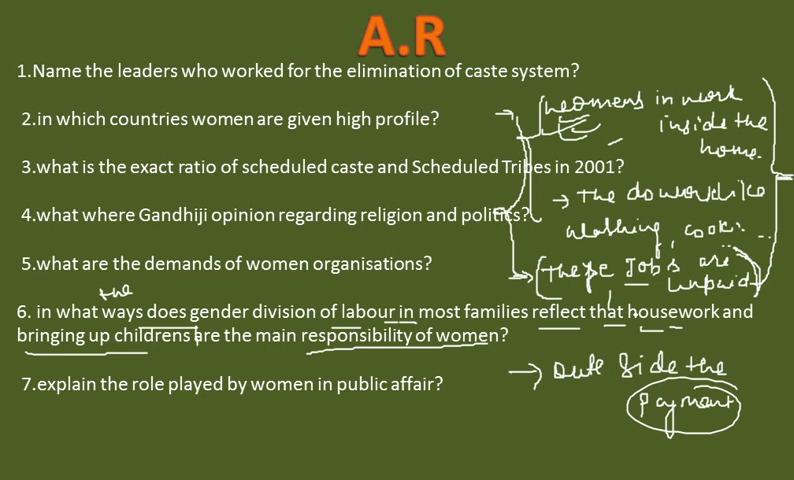 A.R
1.Name the leaders who worked for the elimination of caste system?
2.in which countries women are given high profile?
3.what is the exact ratio of scheduled caste and Scheduled Tribes in 2001?
4.what where Gandhiji opinion regarding religion and politics?
5.what are the demands of women organisations?
the
6. in what ways does gender division of labour in most families reflect that housework and
bringing up childrens are the main responsibility of women?
7.explain the role played by women in public affair?
womens in work
inside the
home.
→ the do work like
washing, cook. ..
Jobs are
unpaid
→ out side the
payment